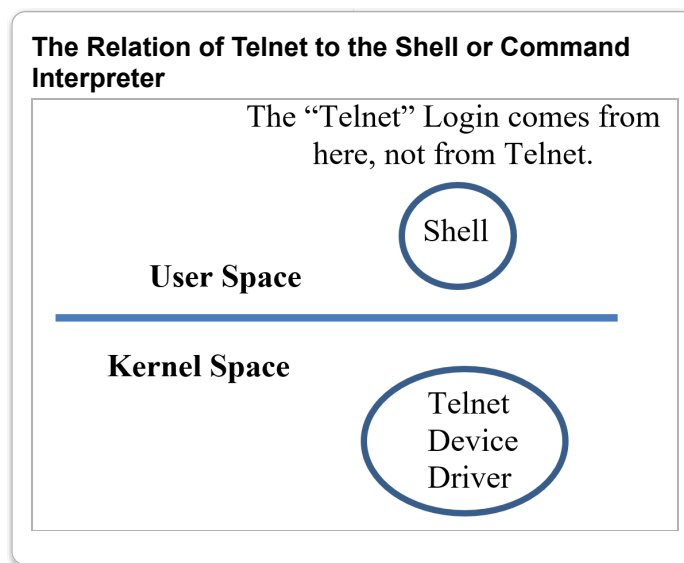 The Relation of Telnet to the Shell or Command
Interpreter
The “Telnet” Login comes from
here, not from Telnet.
Shell
User Space
Kernel Space
Telnet
Device
Driver